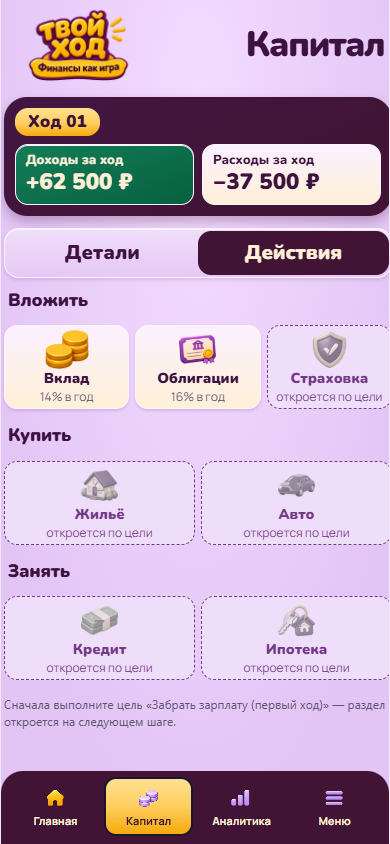 ТВОЙ
ХОД
Финансы как игра
Капитал
Ход 01
Доходы за ход
+62 500 ₽
Расходы за ход
−37 500 ₽
Детали
Действия
Вложить
Вклад
14% в год
Облигации
16% в год
Страховка
откроется по цели
Купить
Жильё
откроется по цели
Авто
откроется по цели
Занять
Кредит
откроется по цели
Ипотека
откроется по цели
Сначала выполните цель «Забрать зарплату (первый ход)» — раздел
откроется на следующем шаге.
Главная
Капитал
Аналитика
Меню